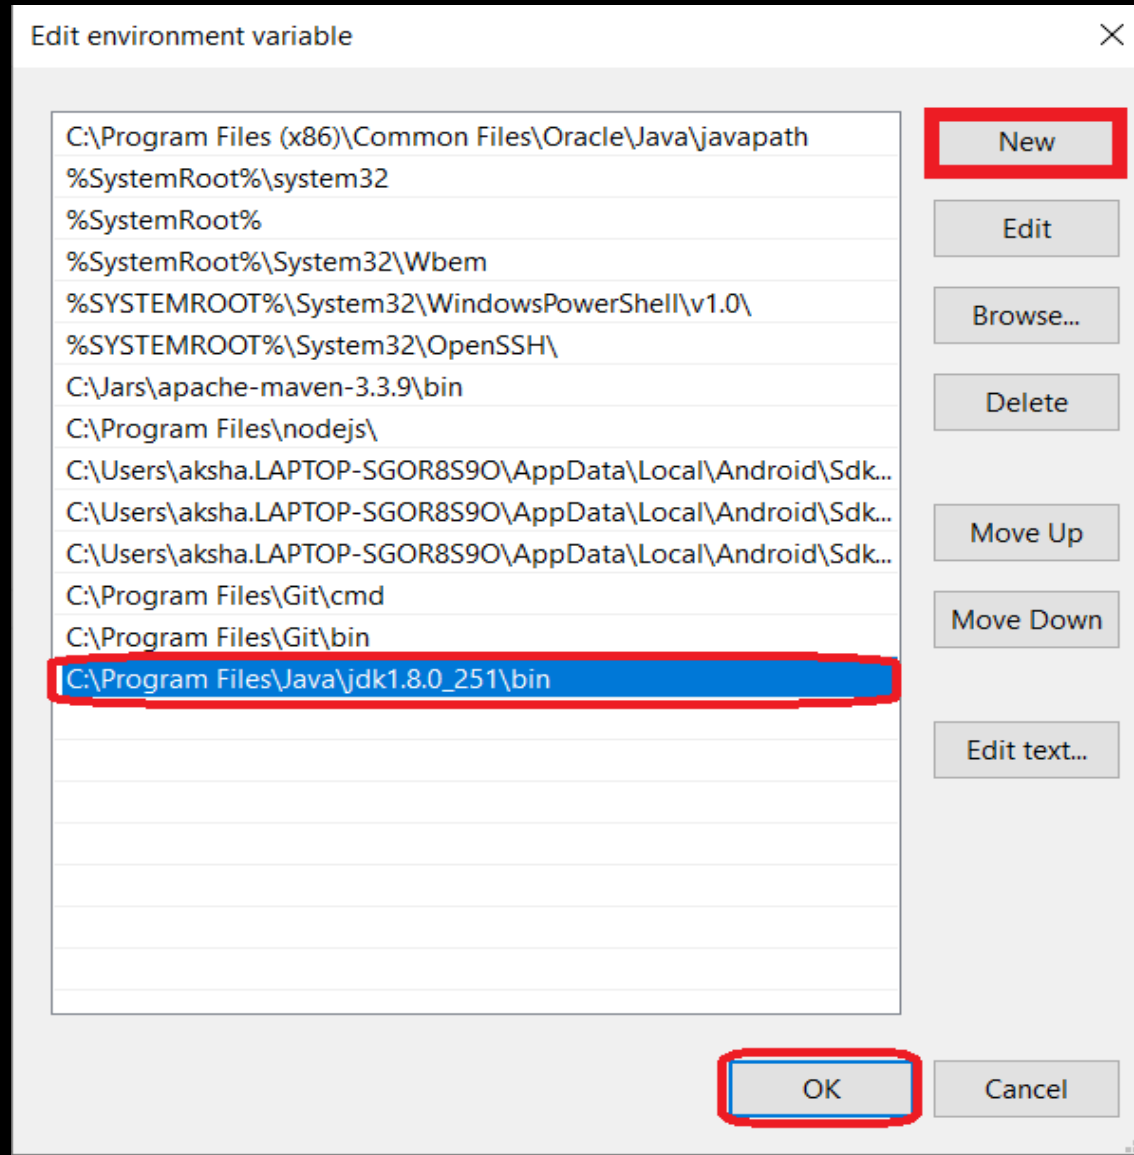 Edit environment variable
C:\Program Files (x86)\Common Files\Oracle\Java\javapath
%SystemRoot%\system32
%SystemRoot%
%SystemRoot%\System32\Wbem
%SYSTEMROOT%\System32\WindowsPowerShell\v1.0\
%SYSTEMROOT%\System32\OpenSSH\
C:\Jars\apache-maven-3.3.9\bin
C:\Program Files\nodejs\
C:\Users\aksha.LAPTOP-SGOR8S9O\AppData\Local\Android\Sdk...
C:\Users\aksha.LAPTOP-SGOR8S9O\AppData\Local\Android\Sdk...
C:\Users\aksha.LAPTOP-SGOR8S9O\AppData\Local\Android\Sdk...
C:\Program Files\Git\cmd
C:\Program Files\Git\bin
C:\Program Files\Java\jdk1.8.0_251\bin
New
Edit
Browse...
Delete
Move Up
Move Down
Edit text...
OK
Cancel